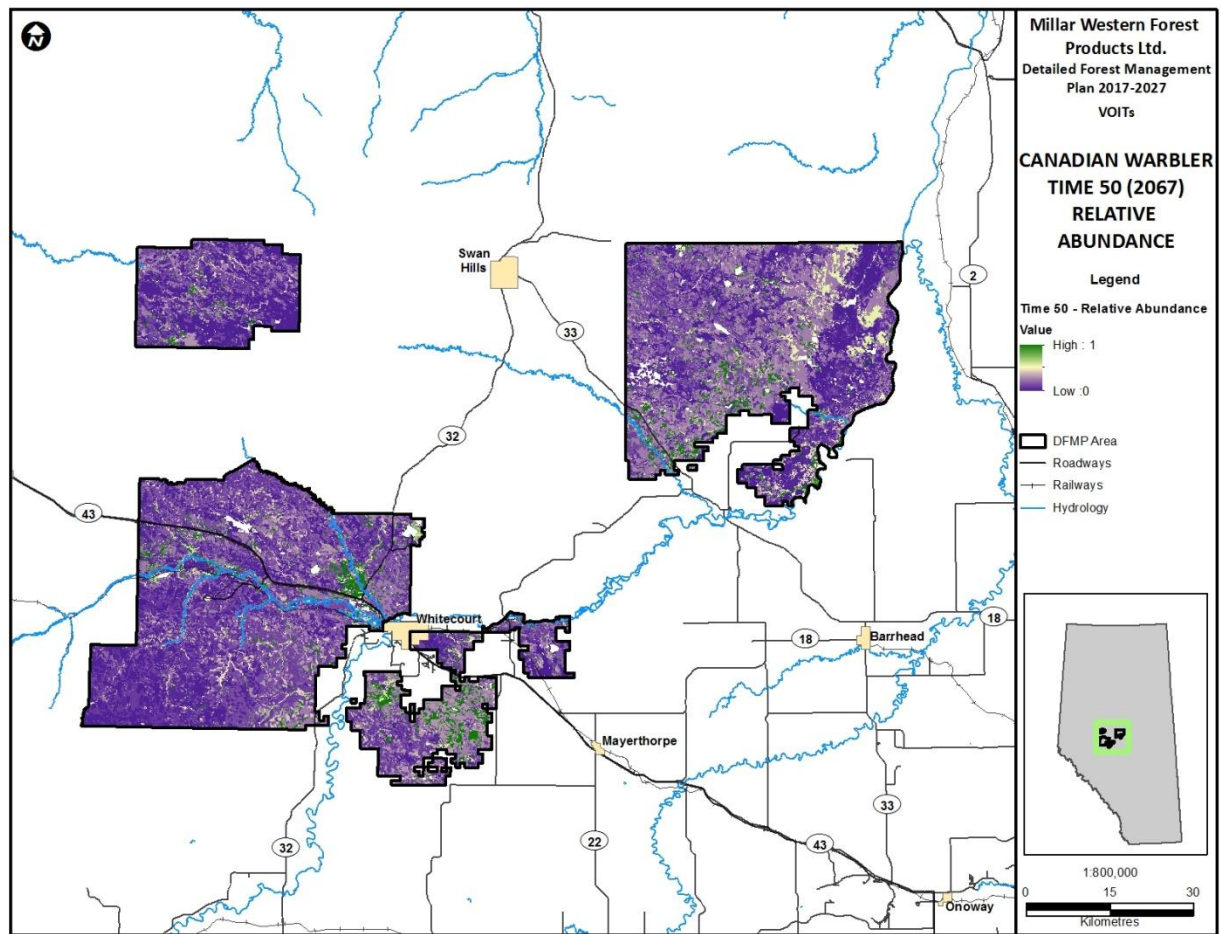 N
Swan
Hills
33
32
2
43
Whitecourt
18
Barrhead
18
Mayerthorpe
32
22
33
43
Onoway
Millar Western Forest
Products Ltd.
Detailed Forest Management
Plan 2017-2027
VOITs
CANADIAN WARBLER
TIME 50 (2067)
RELATIVE
ABUNDANCE
Legend
Time 50 - Relative Abundance
Value
High : 1
Low :0
DFMP Area
Roadways
Railways
Hydrology
1:800,000
0 15 30
Kilometres